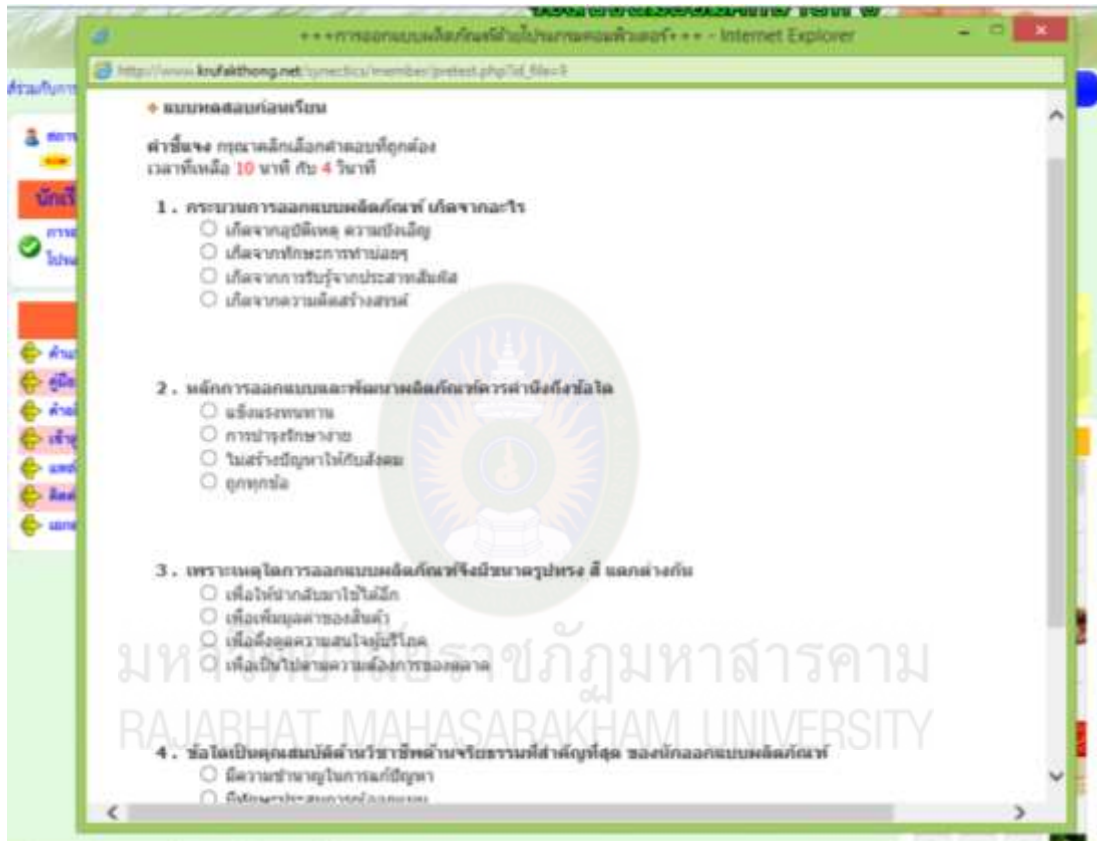 +++การออกแบบผลิตภัณฑ์ด้วยโปรแกรมคอมพิวเตอร์+++ - Internet Explorer
http://www.krufakthong.net/synectics/member/pretest.php?id_file=9
แบบทดสอบก่อนเรียน
คำชี้แจง กรุณาคลิกเลือกคำตอบที่ถูกต้อง
เวลาที่เหลือ 10 นาที กับ 4 วินาที
1. กระบวนการออกแบบผลิตภัณฑ์ เกิดจากอะไร
เกิดจากอุบัติเหตุ ความบังเอิญ
เกิดจากทักษะการทำบ่อยๆ
เกิดจากการรับรู้จากประสาทสัมผัส
เกิดจากความคิดสร้างสรรค์
2. หลักการออกแบบและพัฒนาผลิตภัณฑ์ควรคำนึงถึงข้อใด
แข็งแรงทนทาน
การบำรุงรักษาง่าย
ไม่สร้างปัญหาให้กับสังคม
ถูกทุกข้อ
3. เพราะเหตุใดการออกแบบผลิตภัณฑ์จึงมีขนาดรูปทรง สี แตกต่างกัน
เพื่อให้นำกลับมาใช้ได้อีก
เพื่อเพิ่มมูลค่าของสินค้า
เพื่อดึงดูดความสนใจผู้บริโภค
เพื่อเป็นไปตามความต้องการของตลาด
มหาวิทยาลัยราชภัฏมหาสารคาม
RAJABHAT MAHASARAKHAM UNIVERSITY
4. ข้อใดเป็นคุณสมบัติด้านวิชาชีพด้านจริยธรรมที่สำคัญที่สุด ของนักออกแบบผลิตภัณฑ์
มีความชำนาญในการแก้ปัญหา
มีทักษะประสบการณ์ออกแบบ